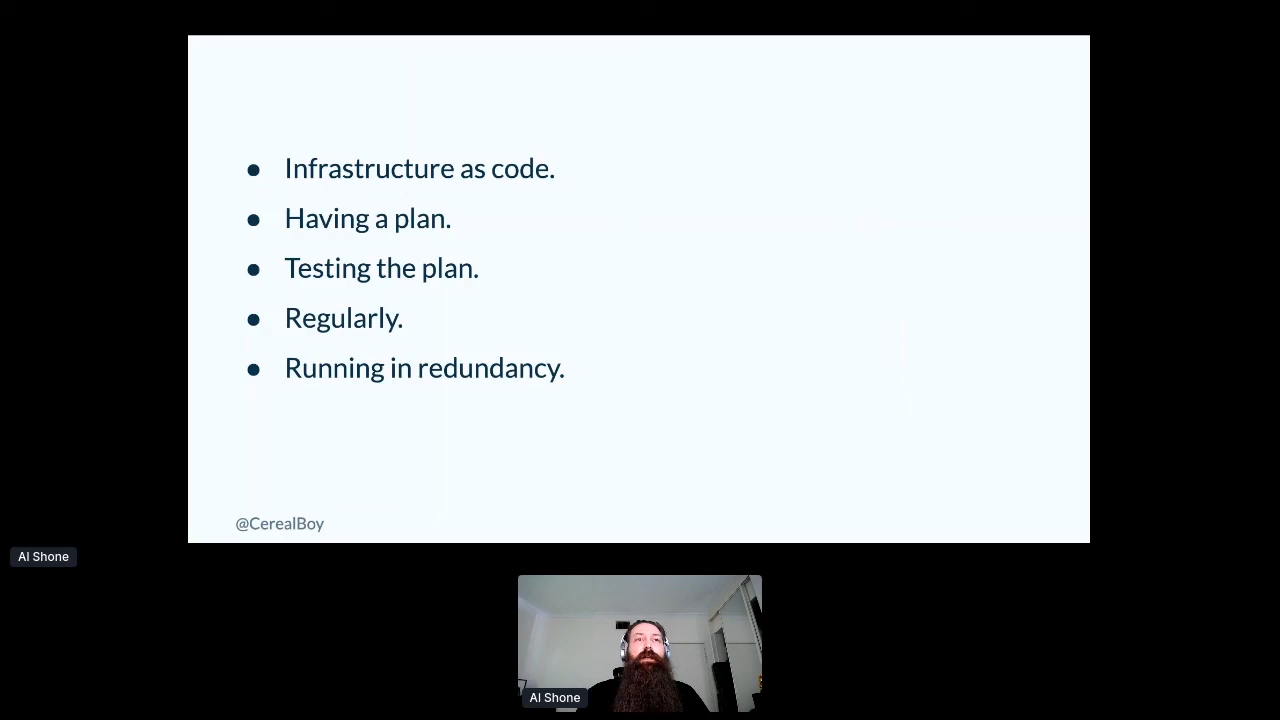 Infrastructure as code.
Having a plan.
Testing the plan.
Regularly.
Running in redundancy.
@CerealBoy
Al Shone
Al Shone